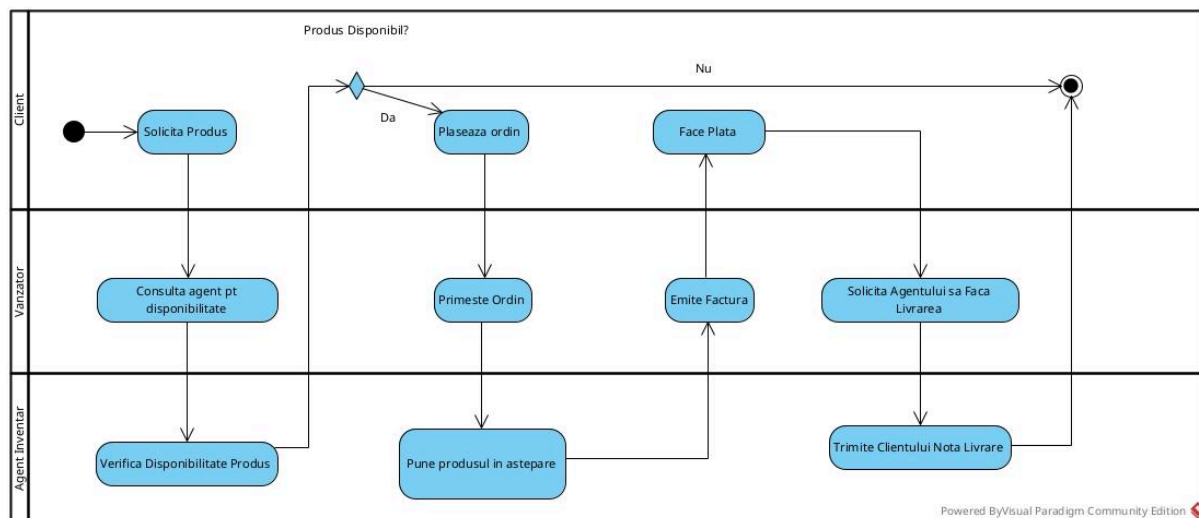 Produs Disponibil?
Client
Nu
Da
Solicita Produs
Plaseaza ordin
Face Plata
Vanzator
Consulta agent pt
disponibilitate
Primeste Ordin
Emite Factura
Solicita Agentului sa Faca
Livrarea
Agent Inventar
Verifica Disponibilitate Produs
Pune produsul in astepare
Trimite Clientului Nota Livrare
Powered ByVisual Paradigm Community Edition